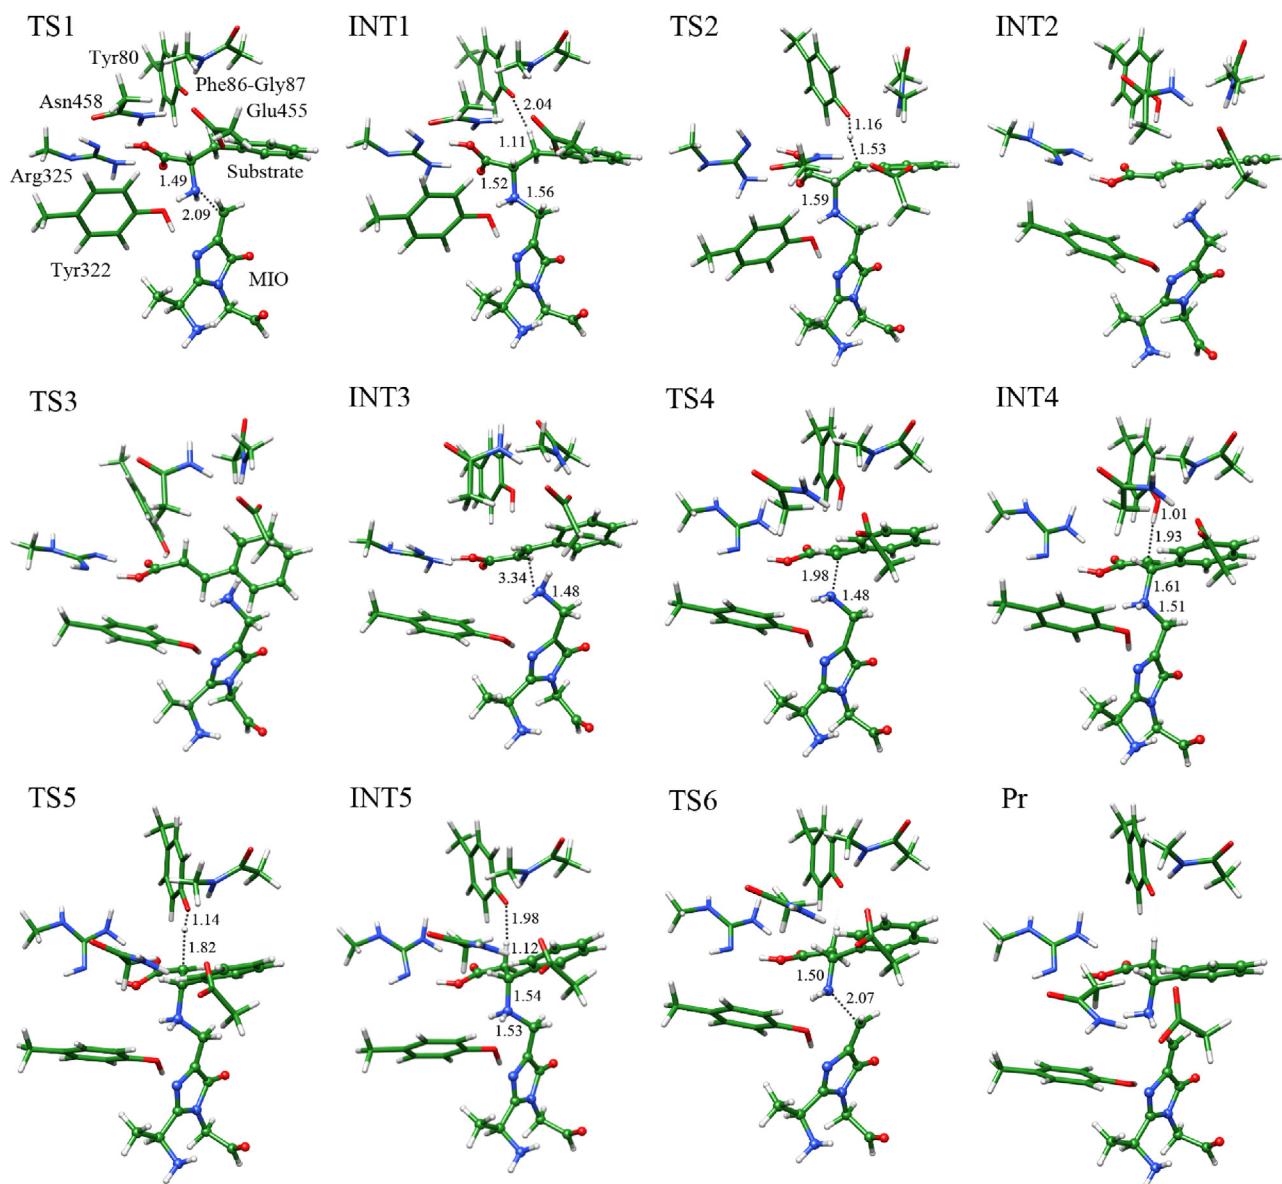 TS1
Tyr80
Phe86-Gly87
Asn458
Glu455
Arg325
Substrate
1.49
2.09
Tyr322
MIO
INT1
2.04
1.11
1.52
1.56
TS2
1.16
1.53
1.59
INT2
TS3
INT3
3.34
1.48
TS4
1.98
1.48
INT4
1.01
1.93
1.61
1.51
TS5
1.14
1.82
INT5
1.98
1.12
1.54
1.53
TS6
1.50
2.07
Pr